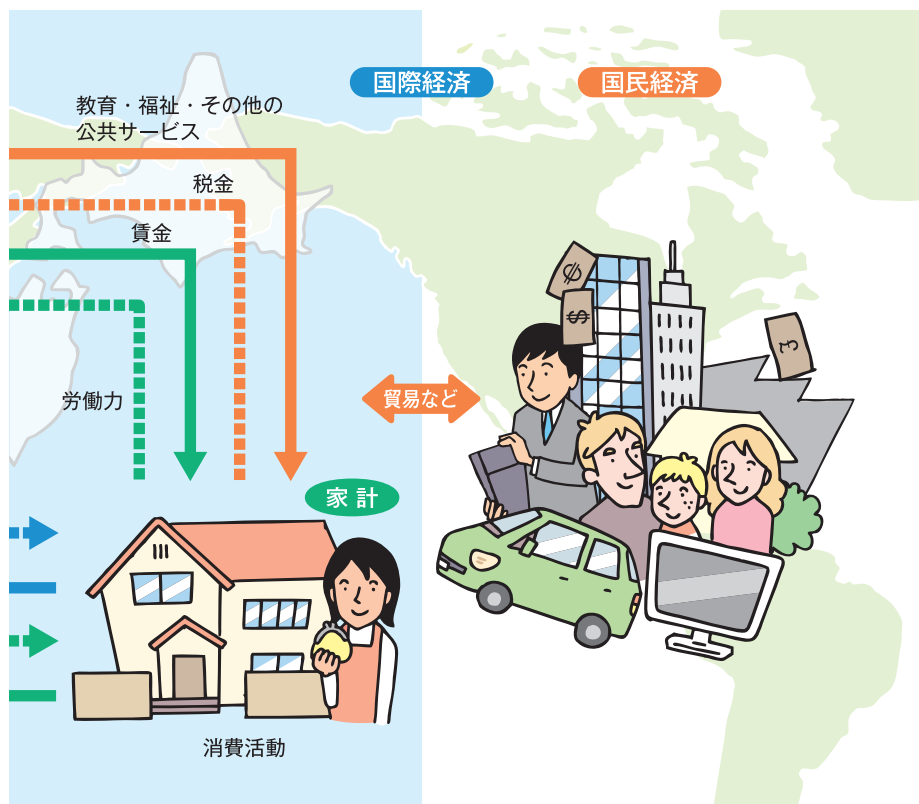 国際経済
国民経済
教育・福祉・その他の
公共サービス
税金
賃金
労働力
貿易など
家計
消費活動
$
$
£